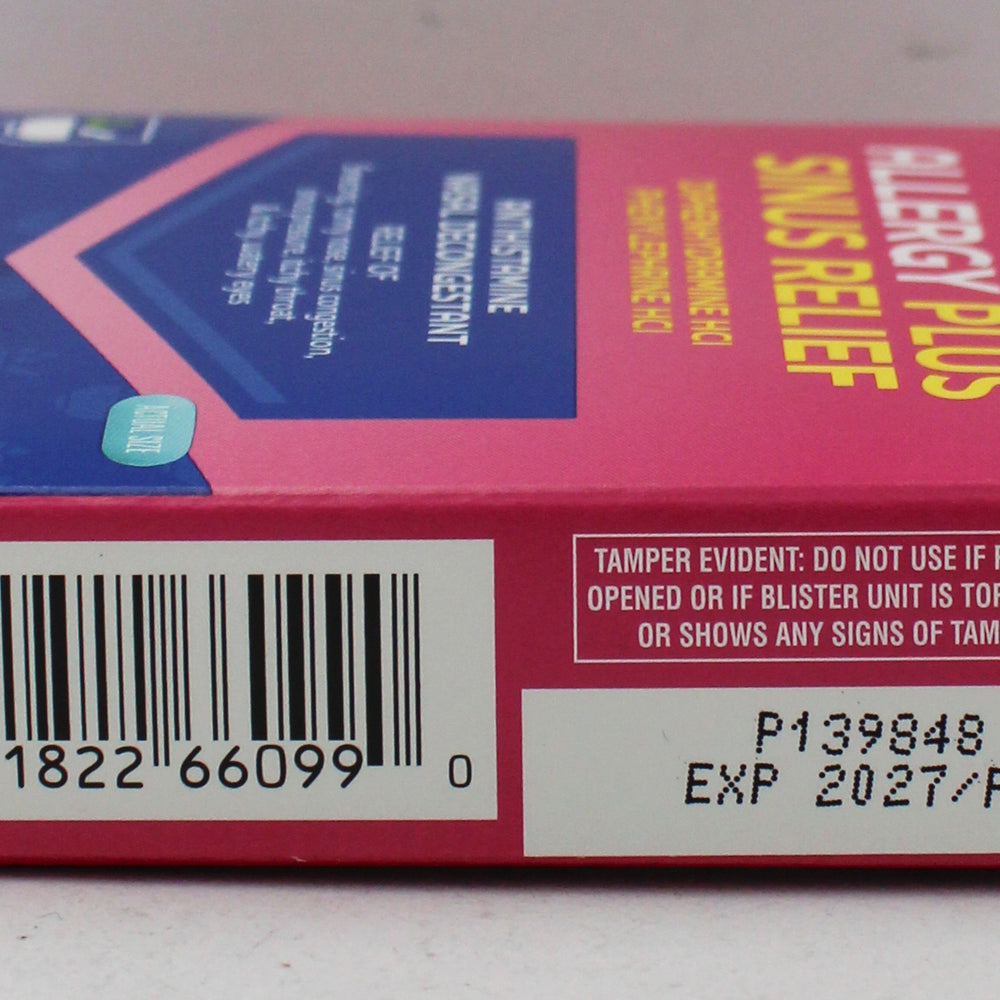 ALLERGY PLUS
SINUS RELIEF
DIPHENHYDRAMINE HCl
PHENYLEPHRINE HCl
ANTIHISTAMINE
NASAL DECONGESTANT
RELIEF OF
Sneezing, runny nose, sinus congestion,
itchy throat,
& itchy, watery eyes
ACTUAL SIZE
TAMPER EVIDENT: DO NOT USE IF
OPENED OR IF BLISTER UNIT IS
OR SHOWS ANY SIGNS OF
1822 66099 0
P139848
EXP 2027/